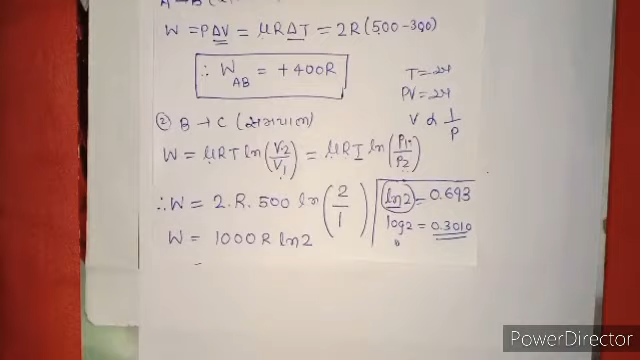 A→B
W = PΔV = μRΔT = 2R(500-300)
∴ W_AB = +400R
T = અચળ
PV = અચળ
V ∝ 1/P
② B → C (સમતાપી)
W = μRT ln(V2/V1) = μRT ln(P1/P2)
∴ W = 2.R.500 ln(2/1)
ln2 = 0.693
log2 = 0.3010
W = 1000R ln2
PowerDirector